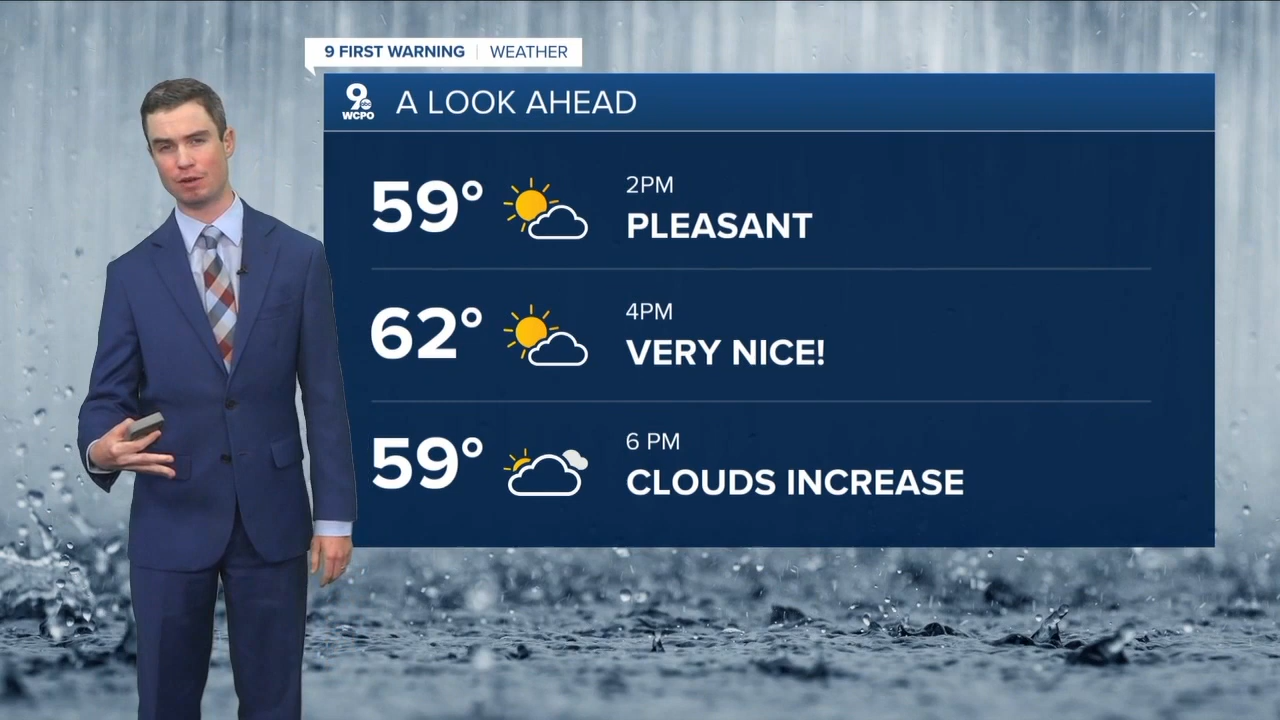 9 FIRST WARNING | WEATHER
9 abc
WCPO
A LOOK AHEAD
59°
2PM
PLEASANT
62°
4PM
VERY NICE!
59°
6 PM
CLOUDS INCREASE